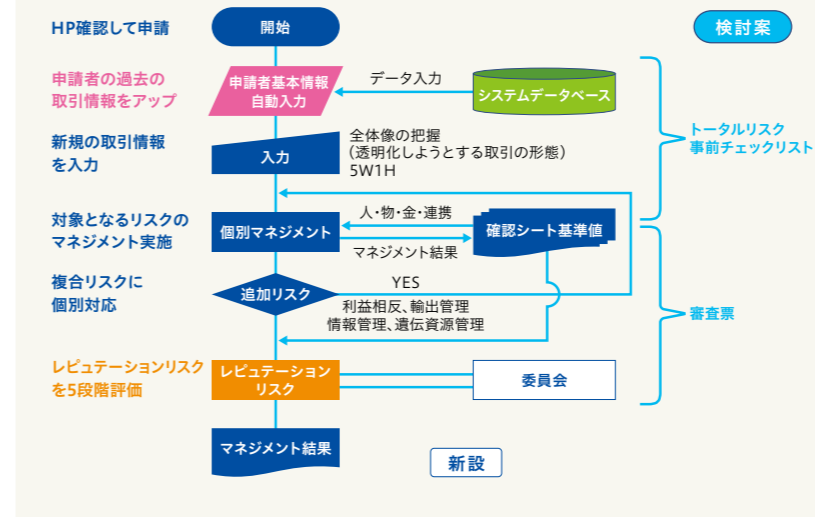 HP確認して申請
開始
検討案
申請者の過去の
取引情報をアップ
申請者基本情報
自動入力
データ入力
システムデータベース
トータルリスク
事前チェックリスト
新規の取引情報
を入力
入力
全体像の把握
（透明化しようとする取引の形態）
5W1H
対象となるリスクの
マネジメント実施
個別マネジメント
人・物・金・連携
マネジメント結果
確認シート基準値
複合リスクに
個別対応
追加リスク
YES
利益相反、輸出管理
情報管理、遺伝資源管理
審査票
レピュテーションリスク
を5段階評価
レピュテーション
リスク
委員会
マネジメント結果
新設